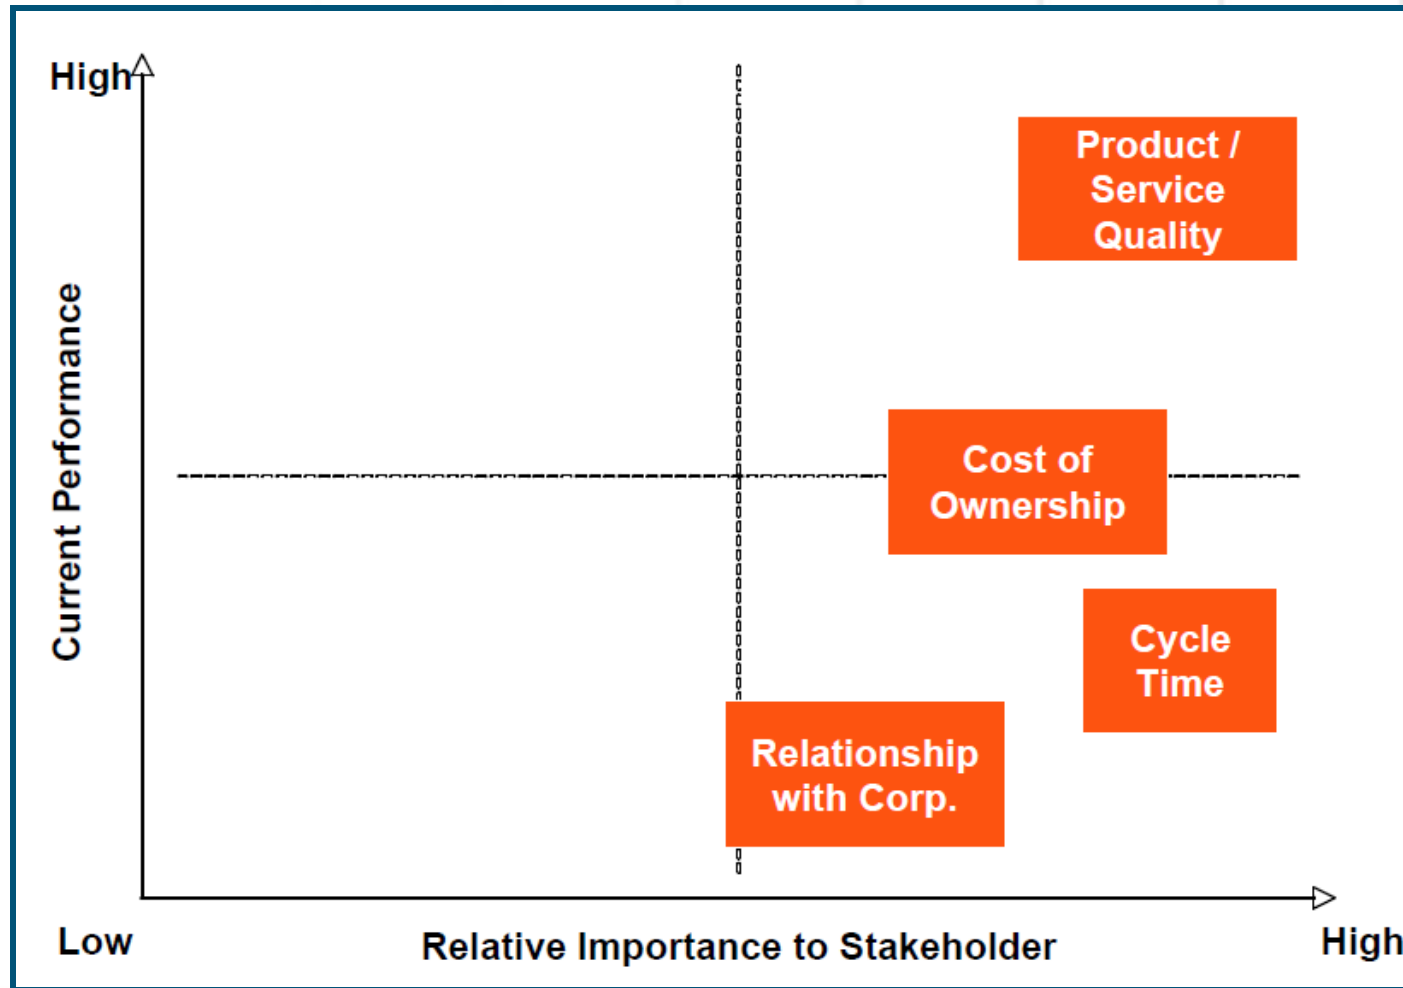 High
Product /
Service
Quality
Current Performance
Cost of
Ownership
Cycle
Time
Relationship
with Corp.
Low
Relative Importance to Stakeholder
High